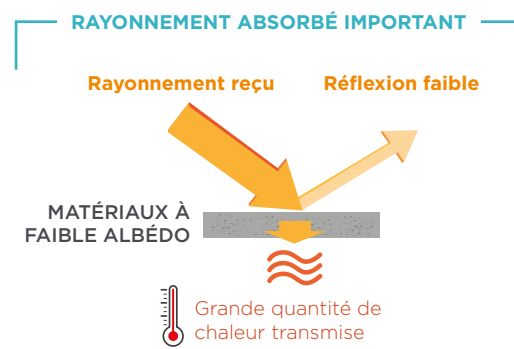 RAYONNEMENT ABSORBÉ IMPORTANT
Rayonnement reçu
Réflexion faible
MATÉRIAUX À
FAIBLE ALBÉDO
Grande quantité de
chaleur transmise